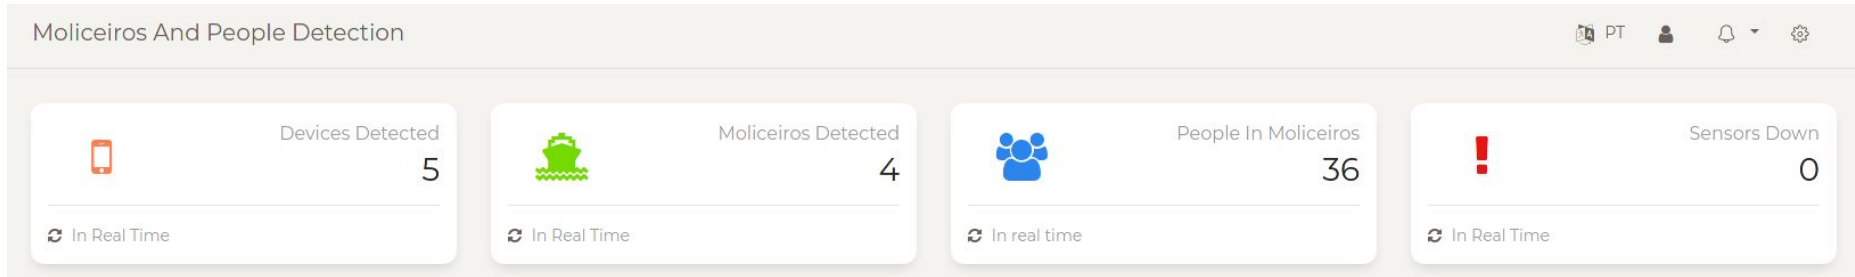 Moliceiros And People Detection
PT
Devices Detected
5
In Real Time
Moliceiros Detected
4
In Real Time
People In Moliceiros
36
In real time
Sensors Down
0
In Real Time